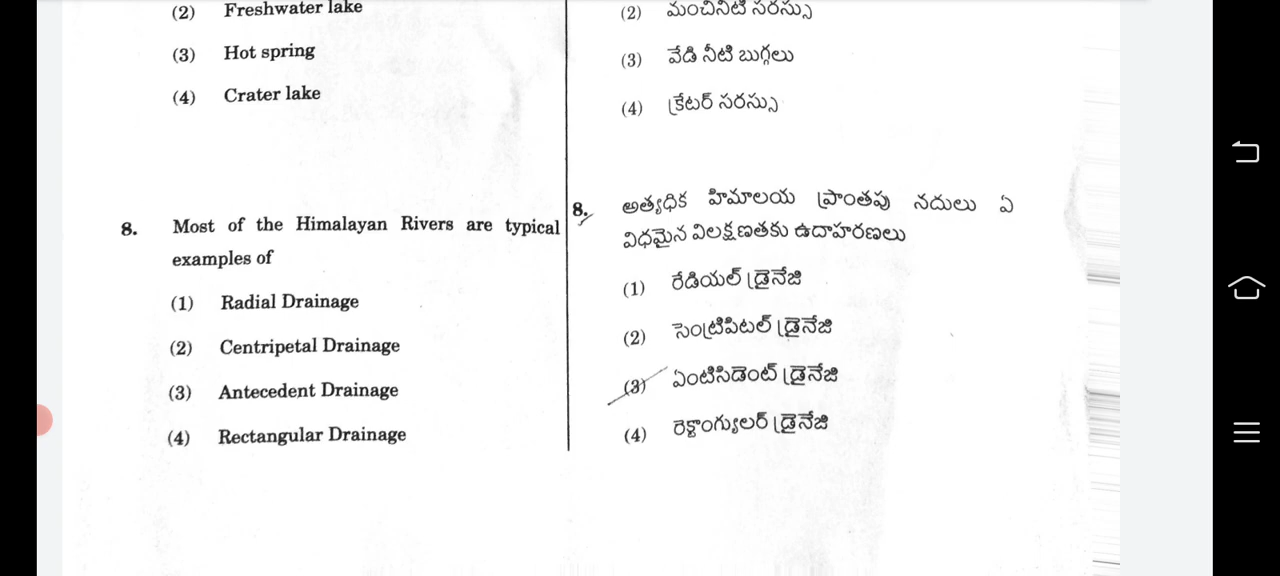 (2) Freshwater lake
(3) Hot spring
(4) Crater lake
8. Most of the Himalayan Rivers are typical
examples of
(1) Radial Drainage
(2) Centripetal Drainage
(3) Antecedent Drainage
(4) Rectangular Drainage
(2) మంచినీటి సరస్సు
(3) వేడి నీటి బుగ్గలు
(4) క్రేటర్ సరస్సు
8. అత్యధిక హిమాలయ ప్రాంతపు నదులు ఏ
విధమైన విలక్షణతకు ఉదాహరణలు
(1) రేడియల్ డ్రైనేజి
(2) సెంట్రిపిటల్ డ్రైనేజి
(3) ఏంటిసిడెంట్ డ్రైనేజి
(4) రెక్టాంగ్యులర్ డ్రైనేజి